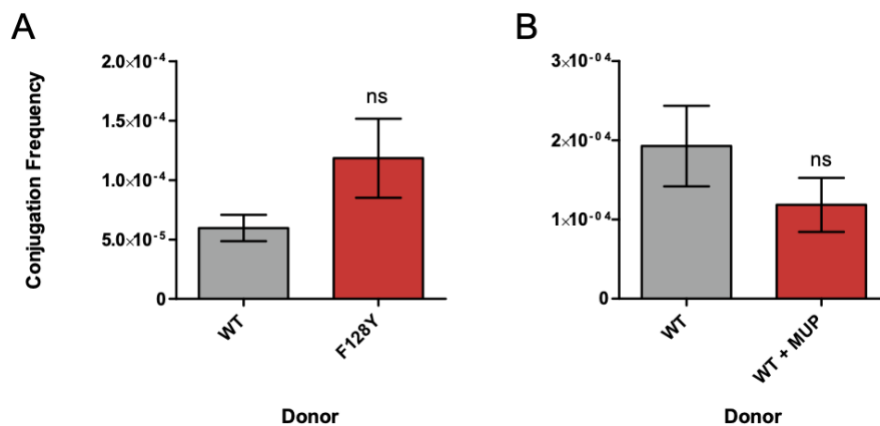 A
Conjugation Frequency
2.0×10⁻⁴
1.5×10⁻⁴
1.0×10⁻⁴
5.0×10⁻⁵
0
ns
WT
F128Y
Donor
B
3×10⁻⁰⁴
2×10⁻⁰⁴
1×10⁻⁰⁴
0
ns
WT
WT + MUP
Donor